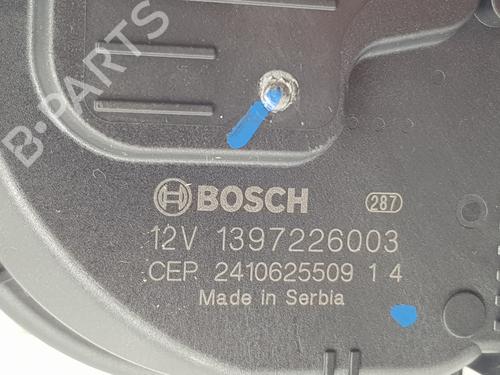 B-PARTS
BOSCH 287
12V 1397226003
CEP. 2410625509 1 4
Made in Serbia